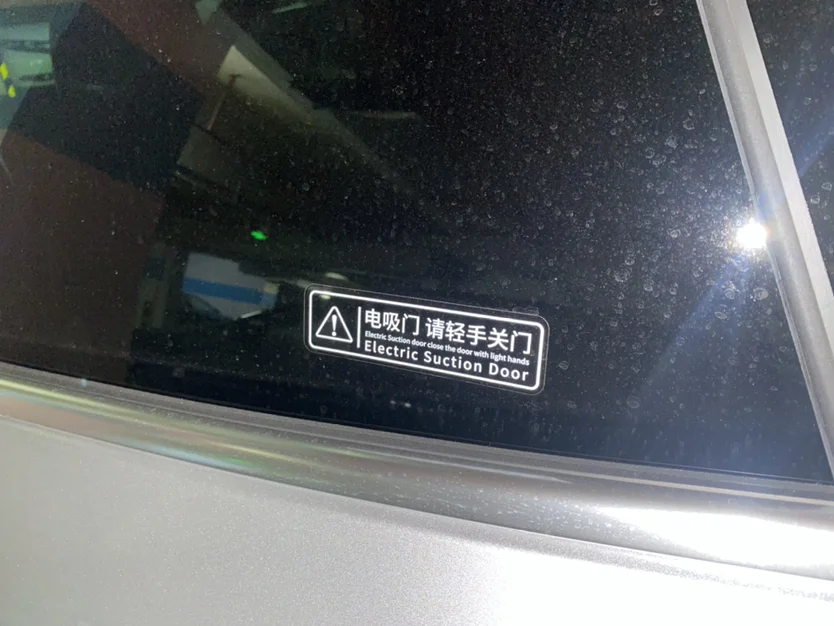 电吸门 请轻手关门
Electric Suction door close the door with light hands
Electric Suction Door